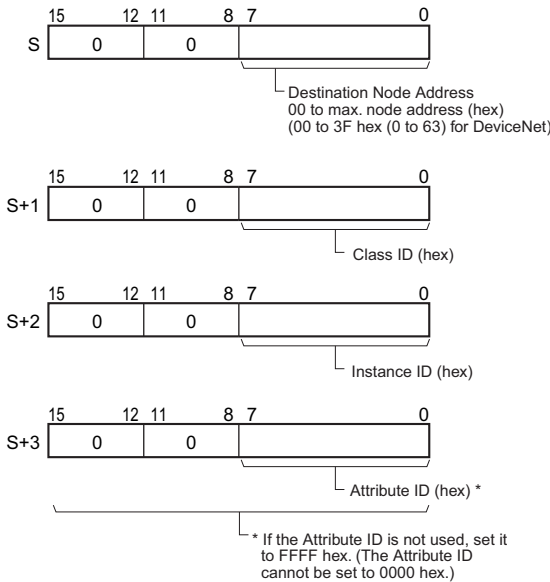 15 12 11 8 7 0
S 0 0
Destination Node Address
00 to max. node address (hex)
(00 to 3F hex (0 to 63) for DeviceNet)
15 12 11 8 7 0
S+1 0 0
Class ID (hex)
15 12 11 8 7 0
S+2 0 0
Instance ID (hex)
15 12 11 8 7 0
S+3 0 0
Attribute ID (hex) *
* If the Attribute ID is not used, set it
to FFFF hex. (The Attribute ID
cannot be set to 0000 hex.)